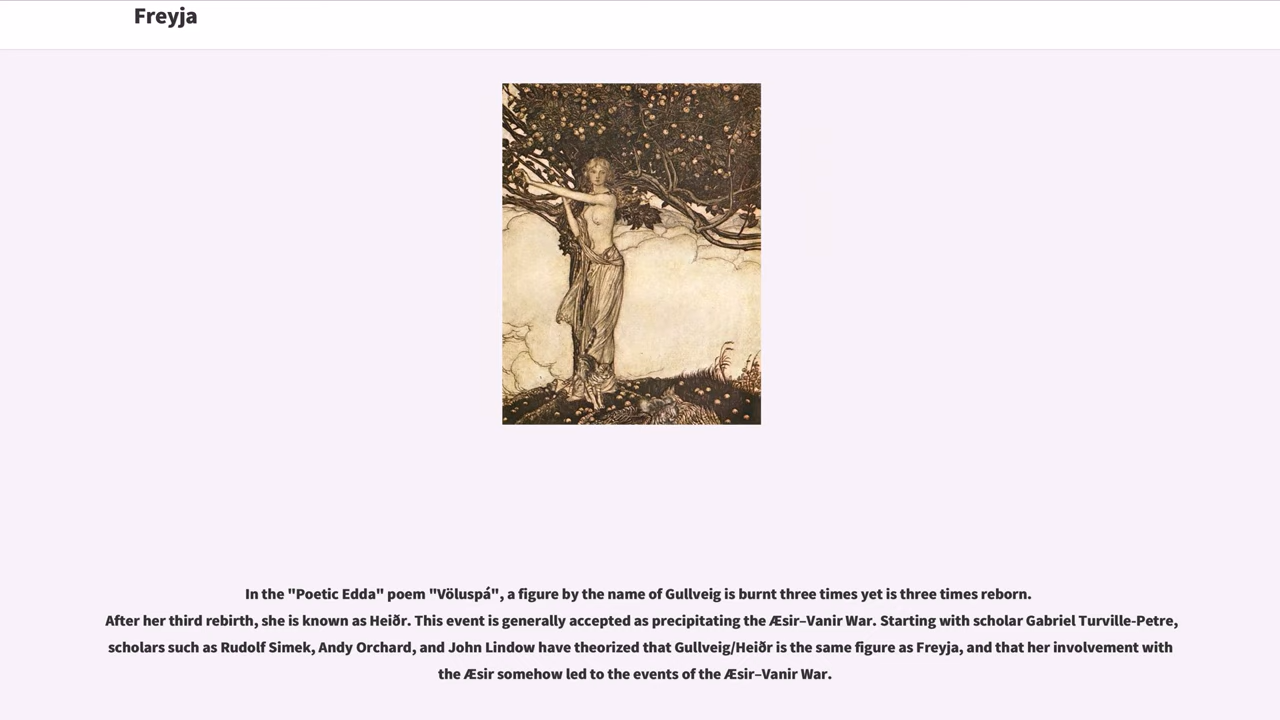 Freyja
In the "Poetic Edda" poem "Völuspá", a figure by the name of Gullveig is burnt three times yet is three times reborn.
After her third rebirth, she is known as Heiðr. This event is generally accepted as precipitating the Æsir–Vanir War. Starting with scholar Gabriel Turville-Petre,
scholars such as Rudolf Simek, Andy Orchard, and John Lindow have theorized that Gullveig/Heiðr is the same figure as Freyja, and that her involvement with
the Æsir somehow led to the events of the Æsir–Vanir War.